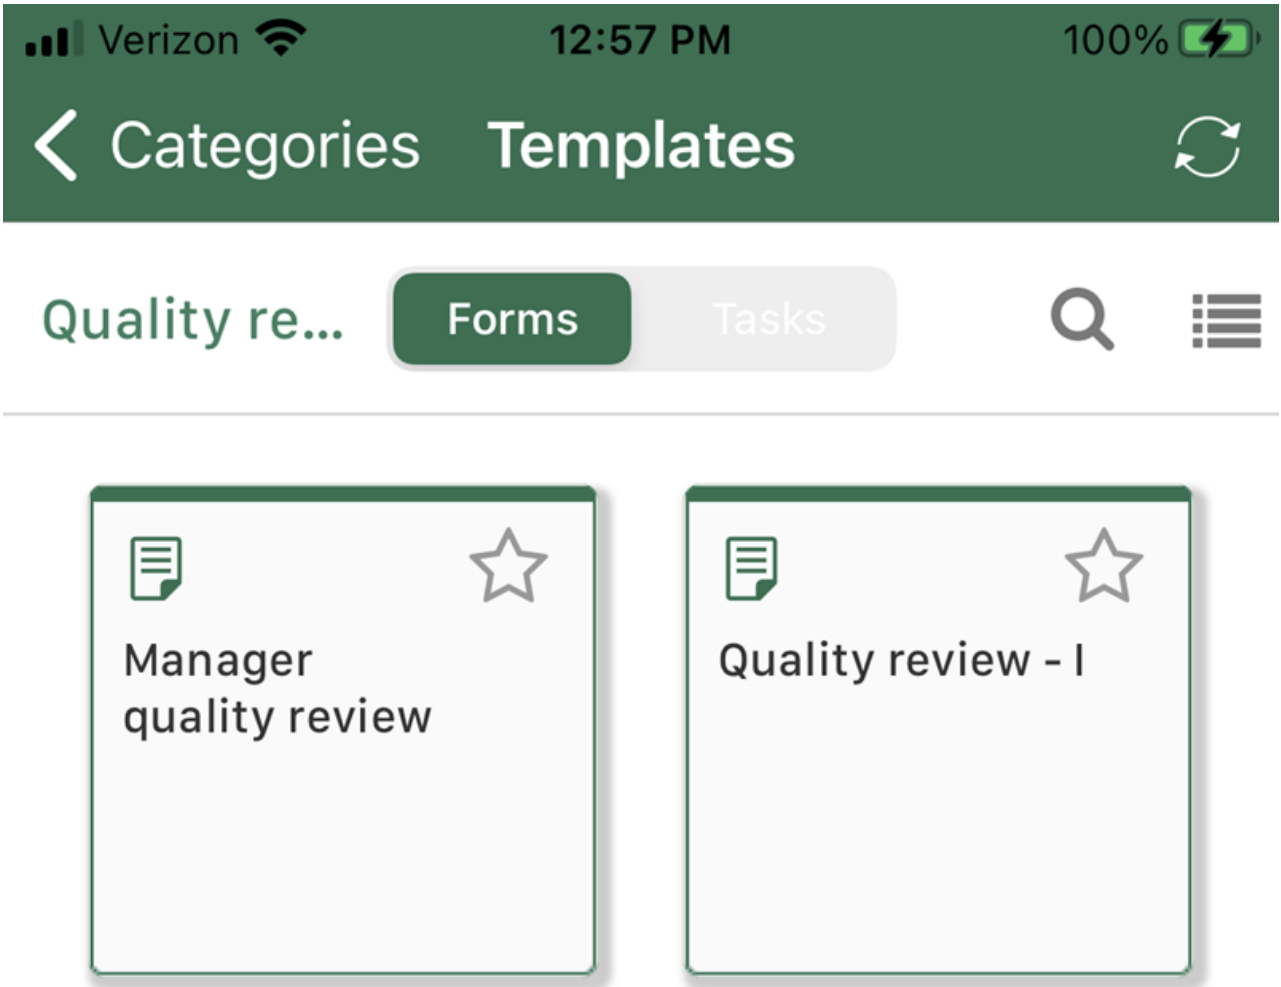 Verizon 12:57 PM 100%
Categories Templates
Quality re... Forms Tasks
Manager
quality review
Quality review - I